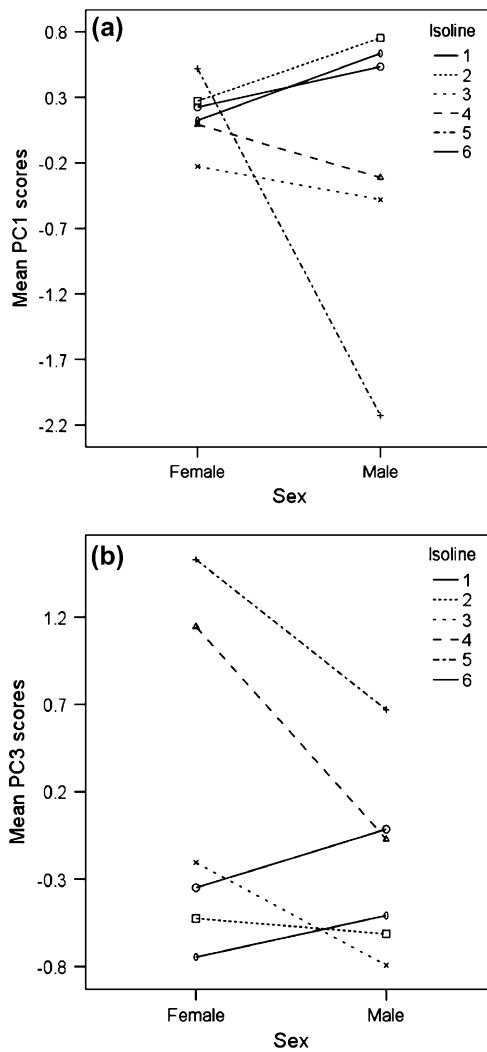 (a)
Isoline
1
2
3
4
5
6
0.8
0.3
-0.2
-0.7
-1.2
-1.7
-2.2
Mean PC1 scores
Female
Male
Sex
(b)
Isoline
1
2
3
4
5
6
1.2
0.7
0.2
-0.3
-0.8
Mean PC3 scores
Female
Male
Sex